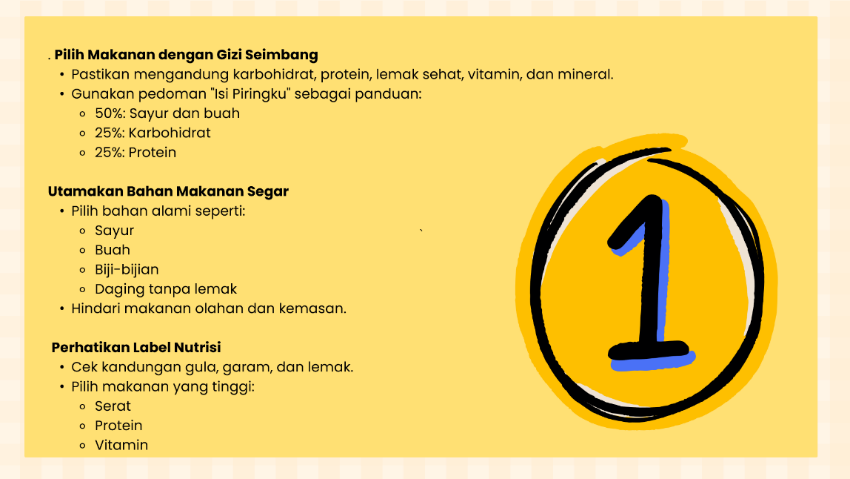 . Pilih Makanan dengan Gizi Seimbang
• Pastikan mengandung karbohidrat, protein, lemak sehat, vitamin, dan mineral.
• Gunakan pedoman "Isi Piringku" sebagai panduan:
◦ 50%: Sayur dan buah
◦ 25%: Karbohidrat
◦ 25%: Protein
Utamakan Bahan Makanan Segar
• Pilih bahan alami seperti:
◦ Sayur
◦ Buah
◦ Biji-bijian
◦ Daging tanpa lemak
• Hindari makanan olahan dan kemasan.
Perhatikan Label Nutrisi
• Cek kandungan gula, garam, dan lemak.
• Pilih makanan yang tinggi:
◦ Serat
◦ Protein
◦ Vitamin
`
1